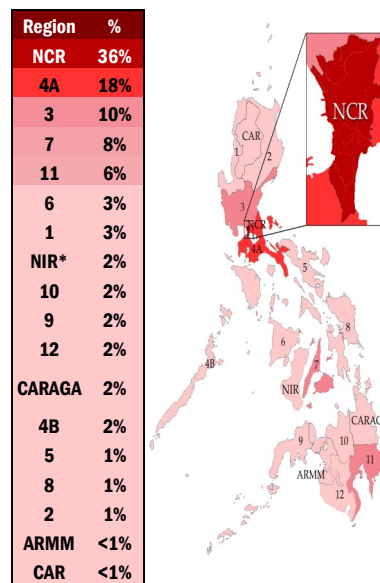 Region %
NCR 36%
4A 18%
3 10%
7 8%
11 6%
6 3%
1 3%
NIR* 2%
10 2%
9 2%
12 2%
CARAGA 2%
4B 2%
5 1%
8 1%
2 1%
ARMM <1%
CAR <1%
NCR
CAR
1
2
3
NCR
4A
5
4B
6
8
7
NIR
CARAG
9
10
11
ARMM
12